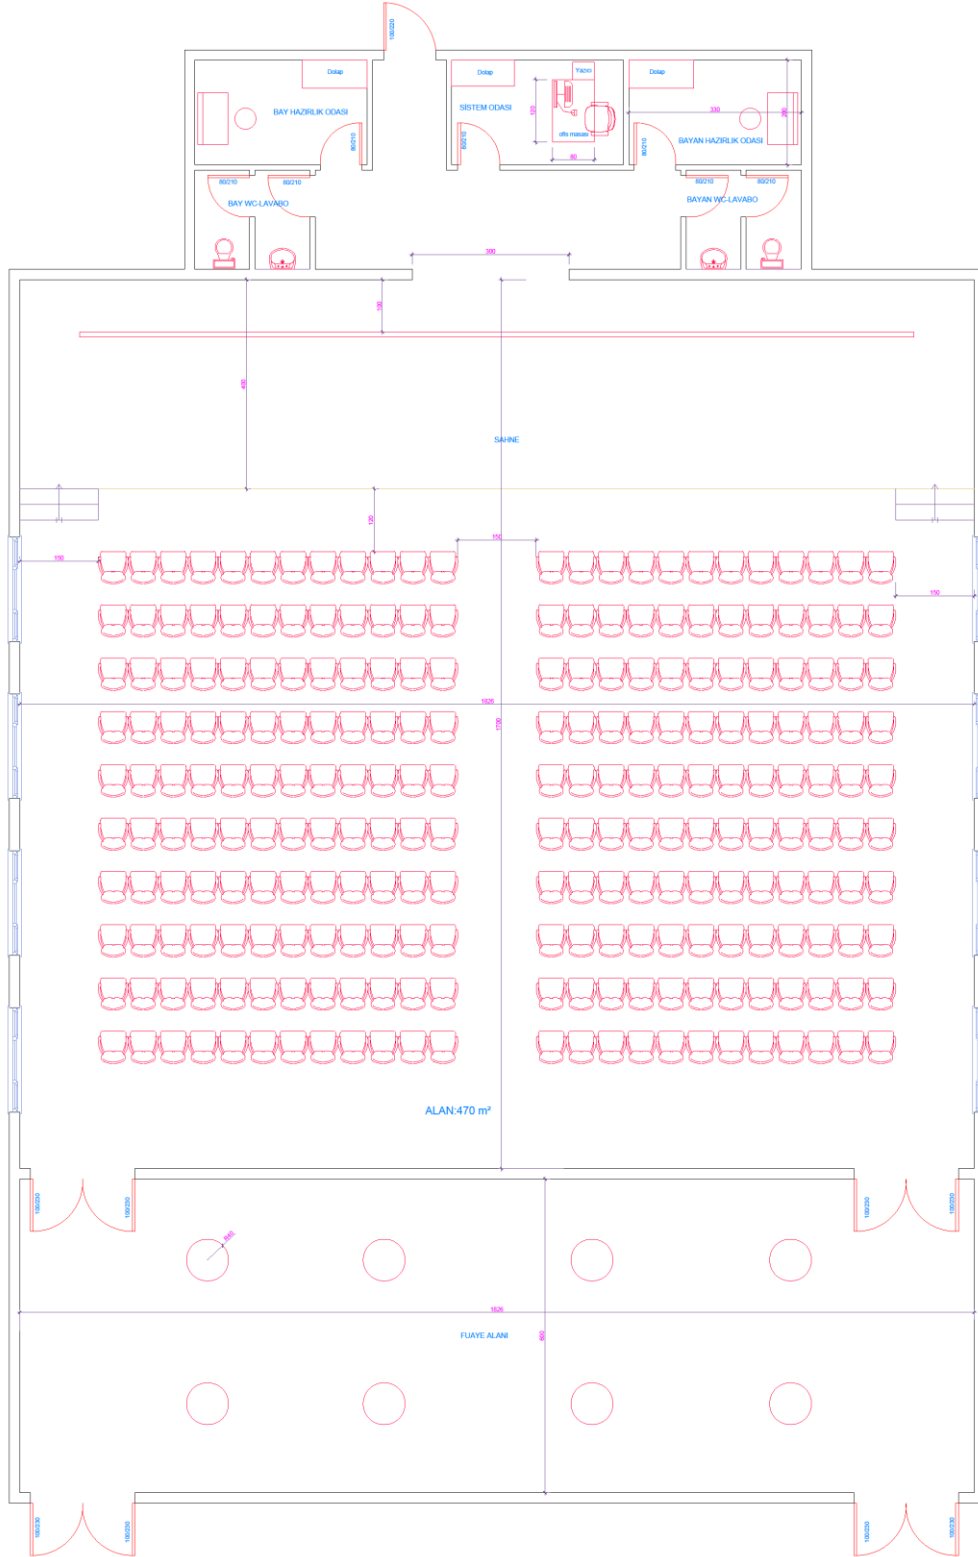 100/220
Dolap
Dolap
Yazıcı
Dolap
BAY HAZIRLIK ODASI
SİSTEM ODASI
120
330
200
ofis masası
BAYAN HAZIRLIK ODASI
80/210
80/210
80/210
60
80/210
80/210
80/210
80/210
BAY WC-LAVABO
BAYAN WC-LAVABO
300
100
400
SAHNE
120
150
150
150
1826
1700
ALAN:470 m²
100/230
100/230
100/230
100/230
1826
FUAYE ALANI
600
100/230
100/230
100/230
100/230